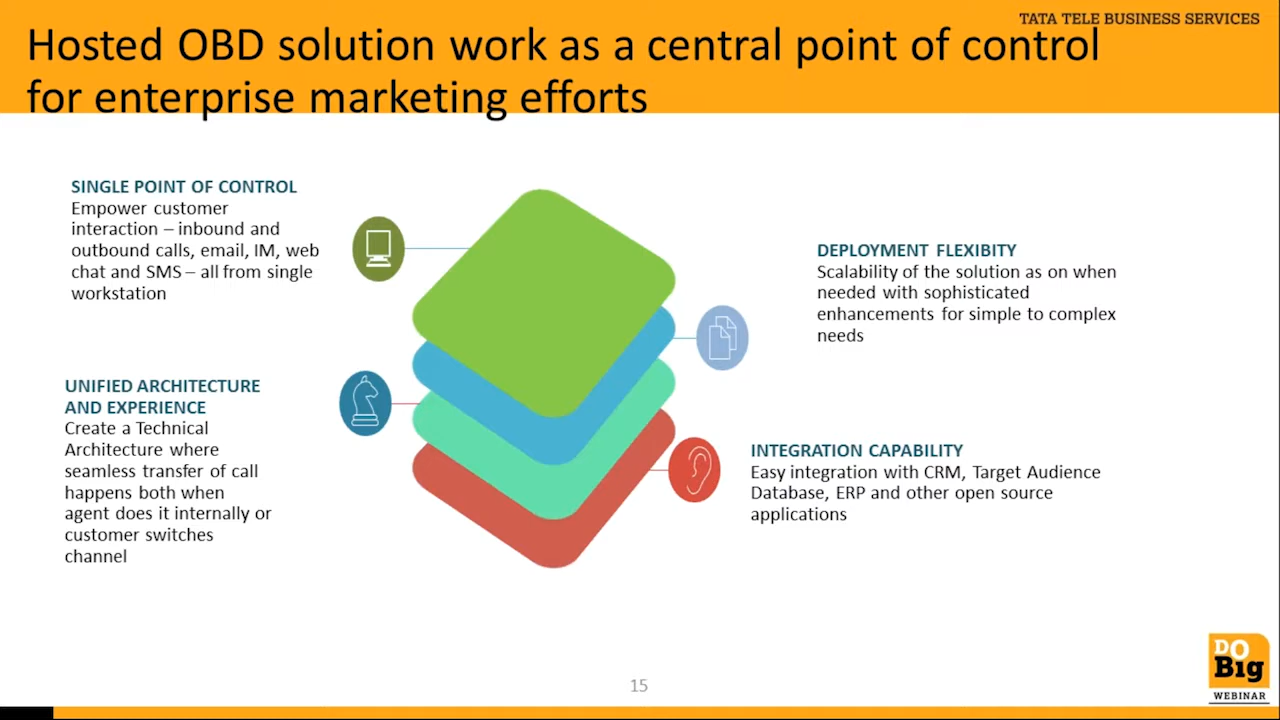 TATA TELE BUSINESS SERVICES
Hosted OBD solution work as a central point of control
for enterprise marketing efforts
SINGLE POINT OF CONTROL
Empower customer
interaction – inbound and
outbound calls, email, IM, web
chat and SMS – all from single
workstation
DEPLOYMENT FLEXIBITY
Scalability of the solution as on when
needed with sophisticated
enhancements for simple to complex
needs
UNIFIED ARCHITECTURE
AND EXPERIENCE
Create a Technical
Architecture where
seamless transfer of call
happens both when
agent does it internally or
customer switches
channel
INTEGRATION CAPABILITY
Easy integration with CRM, Target Audience
Database, ERP and other open source
applications
15
DO
Big
WEBINAR